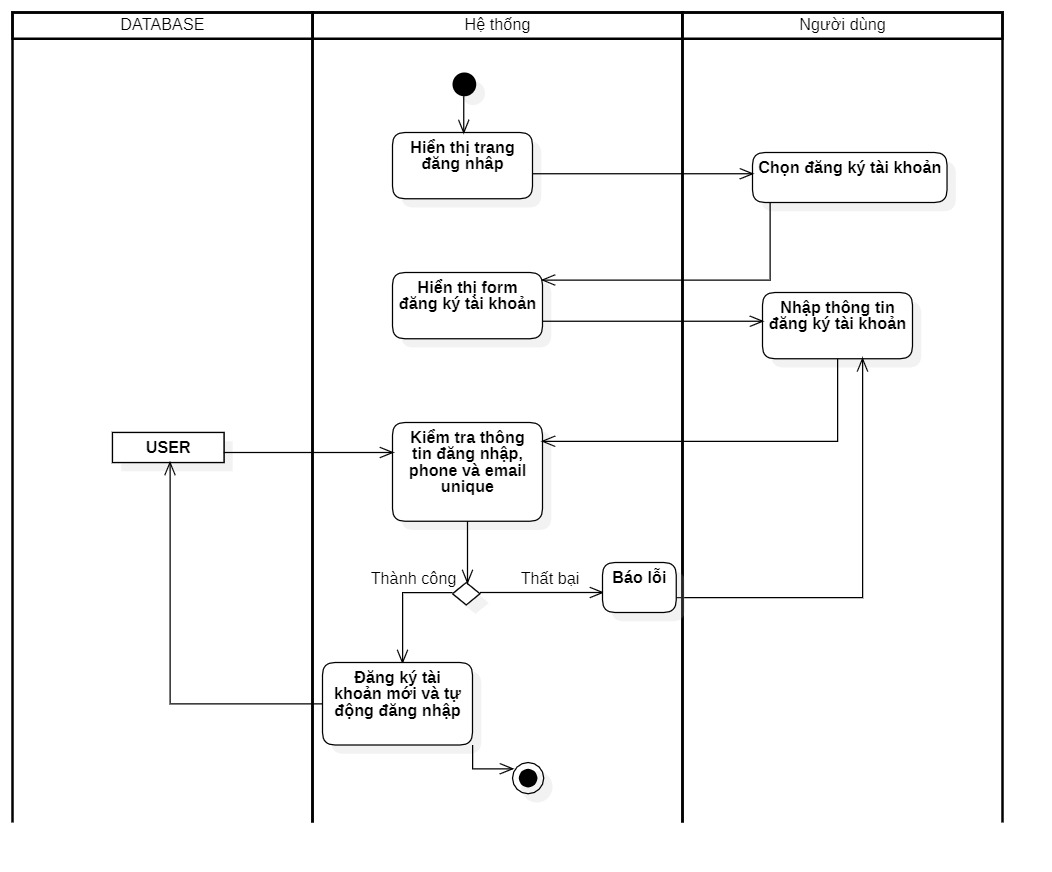 DATABASE
Hệ thống
Người dùng
Hiển thị trang
đăng nhâp
Chọn đăng ký tài khoản
Hiển thị form
đăng ký tài khoản
Nhập thông tin
đăng ký tài khoản
USER
Kiểm tra thông
tin đăng nhập,
phone và email
unique
Thành công
Thất bại
Báo lỗi
Đăng ký tài
khoản mới và tự
động đăng nhập